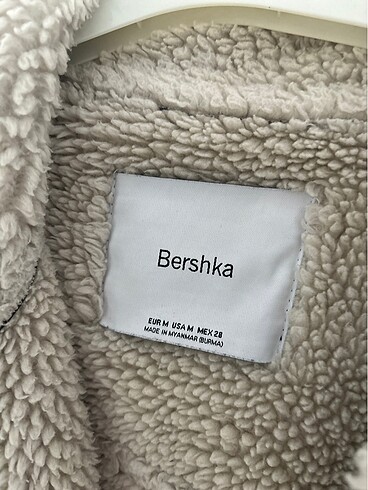 Bershka
EUR M USA M MEX 28
MADE IN MYANMAR (BURMA)